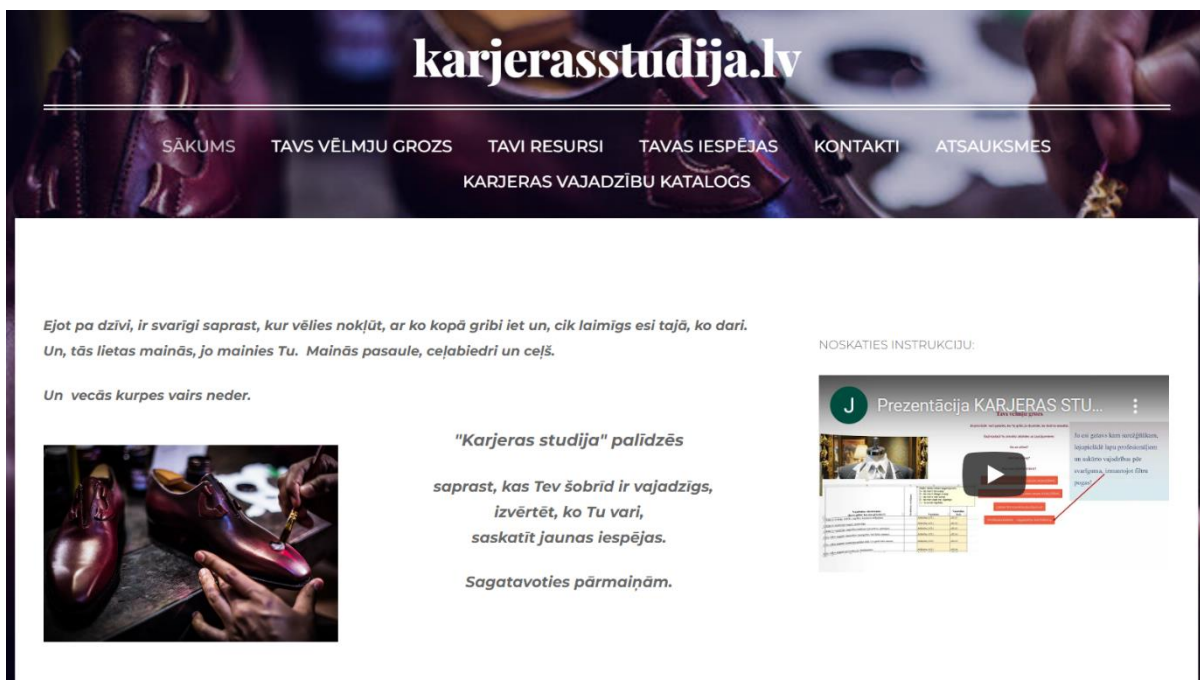 karjerasstudija.lv
SĀKUMS TAVS VĒLMJU GROZS TAVI RESURSI TAVAS IESPĒJAS KONTAKTI ATSAUKSMES
KARJERAS VAJADZĪBU KATALOGS
Ejot pa dzīvi, ir svarīgi saprast, kur vēlies nokļūt, ar ko kopā gribi iet un, cik laimīgs esi tajā, ko dari.
Un, tās lietas mainās, jo mainies Tu. Mainās pasaule, ceļabiedri un ceļš.
Un vecās kurpes vairs neder.
"Karjeras studija" palīdzēs
saprast, kas Tev šobrīd ir vajadzīgs,
izvērtēt, ko Tu vari,
saskatīt jaunas iespējas.
Sagatavoties pārmaiņām.
NOSKATIES INSTRUKCIJU:
J Prezentācija KARJERAS STU...
Tavs vēlmju grozs